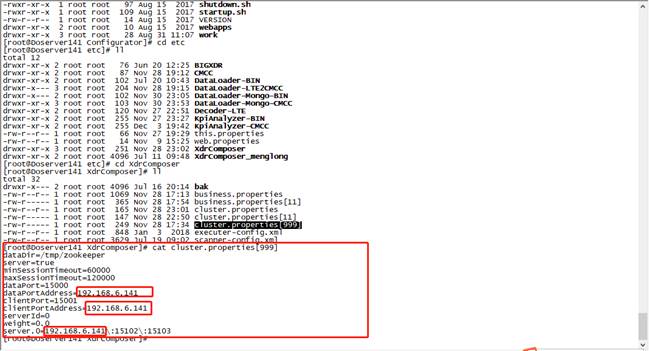 -rwxr-xr-x 1 root root 97 Aug 15 2017 shutdown.sh
-rwxr-xr-x 1 root root 109 Aug 15 2017 startup.sh
-rw-r--r-- 1 root root 14 Aug 15 2017 VERSION
drwxr-xr-x 2 root root 10 Aug 15 2017 webapps
drwxr-xr-x 2 root root 28 Aug 31 11:07 work
[root@Doserver141 Configurator]# cd etc
[root@Doserver141 etc]# ll
total 12
drwxr-xr-x 2 root root 76 Jun 20 12:25 BIGXDR
drwxr-xr-x 2 root root 87 Nov 28 19:12 CMCC
drwxr-xr-x 2 root root 102 Jul 20 10:43 DataLoader-BIN
drwxr-x--- 3 root root 204 Nov 28 19:15 DataLoader-LTE2CMCC
drwxr-xr-x 2 root root 102 Nov 30 23:05 DataLoader-Mongo-BIN
drwxr-xr-x 2 root root 103 Nov 30 23:53 DataLoader-Mongo-CMCC
drwxr-xr-x 2 root root 120 Nov 27 22:51 Decoder-LTE
drwxr-xr-x 2 root root 255 Nov 27 23:27 KpiAnalyzer-BIN
drwxr-xr-x 2 root root 255 Dec 3 19:42 KpiAnalyzer-CMCC
-rw-r--r-- 1 root root 66 Nov 27 19:29 this.properties
-rw-r--r-- 1 root root 14 Nov 9 15:25 web.properties
drwxr-xr-x 3 root root 251 Nov 28 23:02 XdrComposer
drwxr-xr-x 2 root root 4096 Jul 11 09:48 XdrComposer_menglong
[root@Doserver141 etc]# cd XdrComposer
[root@Doserver141 XdrComposer]# ll
total 32
drwxr-x--- 2 root root 4096 Jul 16 20:14 bak
-rw-r--r-- 1 root root 1069 Nov 28 17:13 business.properties
-rw-r----- 1 root root 365 Nov 28 17:54 business.properties[11]
-rw-r--r-- 1 root root 165 Nov 28 23:01 cluster.properties
-rw-r--r-- 1 root root 147 Nov 28 22:50 cluster.properties[11]
-rw-r--r-- 1 root root 249 Nov 28 17:34 cluster.properties[999]
-rw-r--r-- 1 root root 848 Jan 3 2018 executer-config.xml
-rw-r--r-- 1 root root 3629 Jul 19 09:02 scanner-config.xml
[root@Doserver141 XdrComposer]# cat cluster.properties[999]
dataDir=/tmp/zookeeper
server=true
minSessionTimeout=60000
maxSessionTimeout=120000
dataPort=15000
dataPortAddress=192.168.6.141
clientPort=15001
clientPortAddress=192.168.6.141
serverId=0
weight=0.0
server.0=192.168.6.141\:15102\:15103
[root@Doserver141 XdrComposer]#